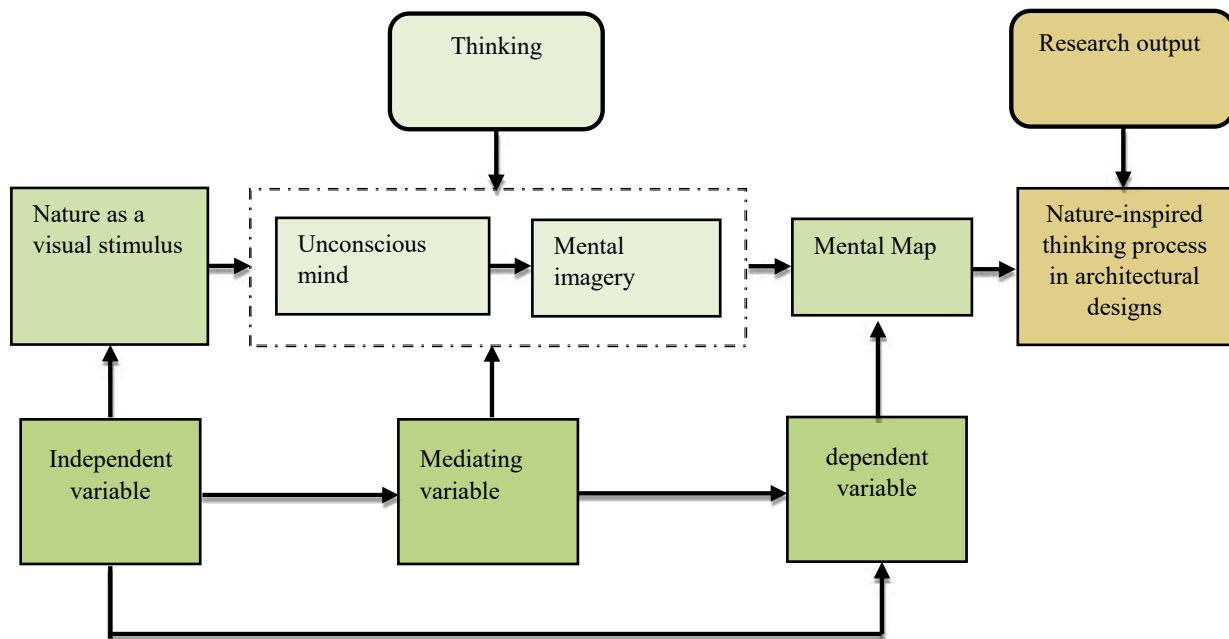 Thinking
Research output
Nature as a
visual stimulus
Unconscious
mind
Mental
imagery
Mental Map
Nature-inspired
thinking process
in architectural
designs
Independent
variable
Mediating
variable
dependent
variable